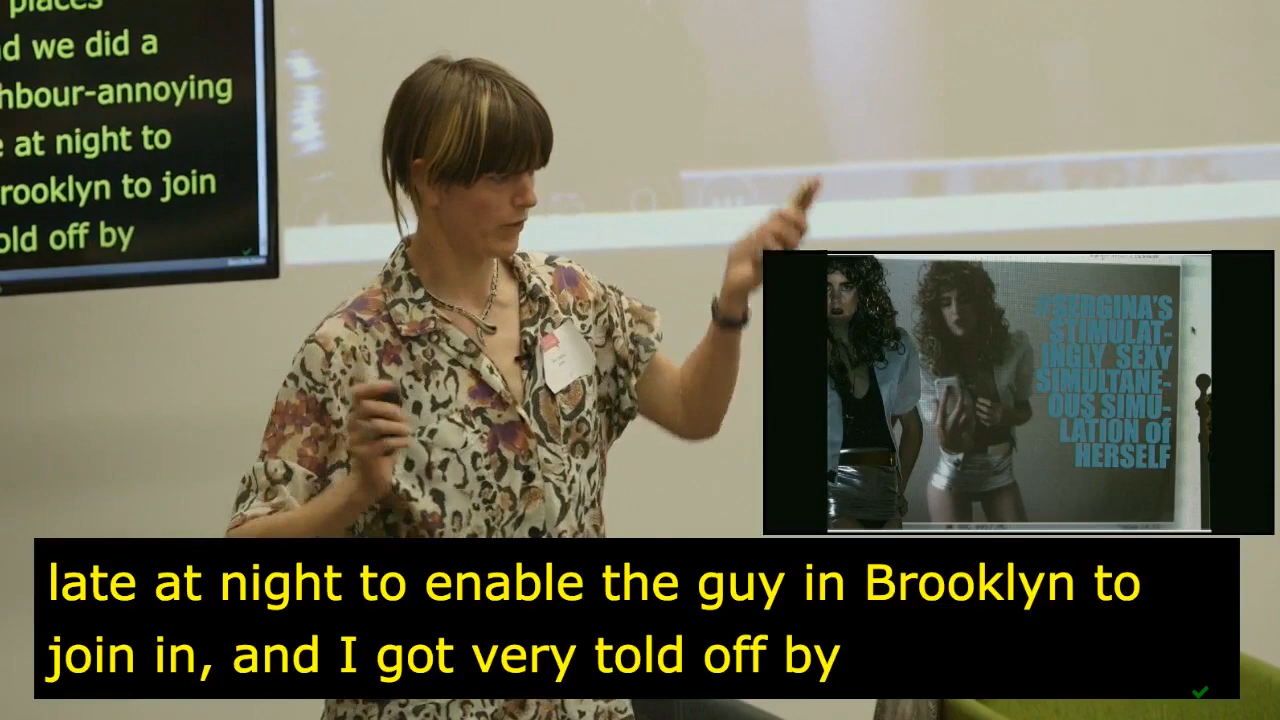 places
d we did a
hbour-annoying
at night to
rooklyn to join
old off by
#SERGINA'S
STIMULAT-
INGLY SEXY
SIMULTANE-
OUS SIMU-
LATION of
HERSELF
late at night to enable the guy in Brooklyn to
join in, and I got very told off by